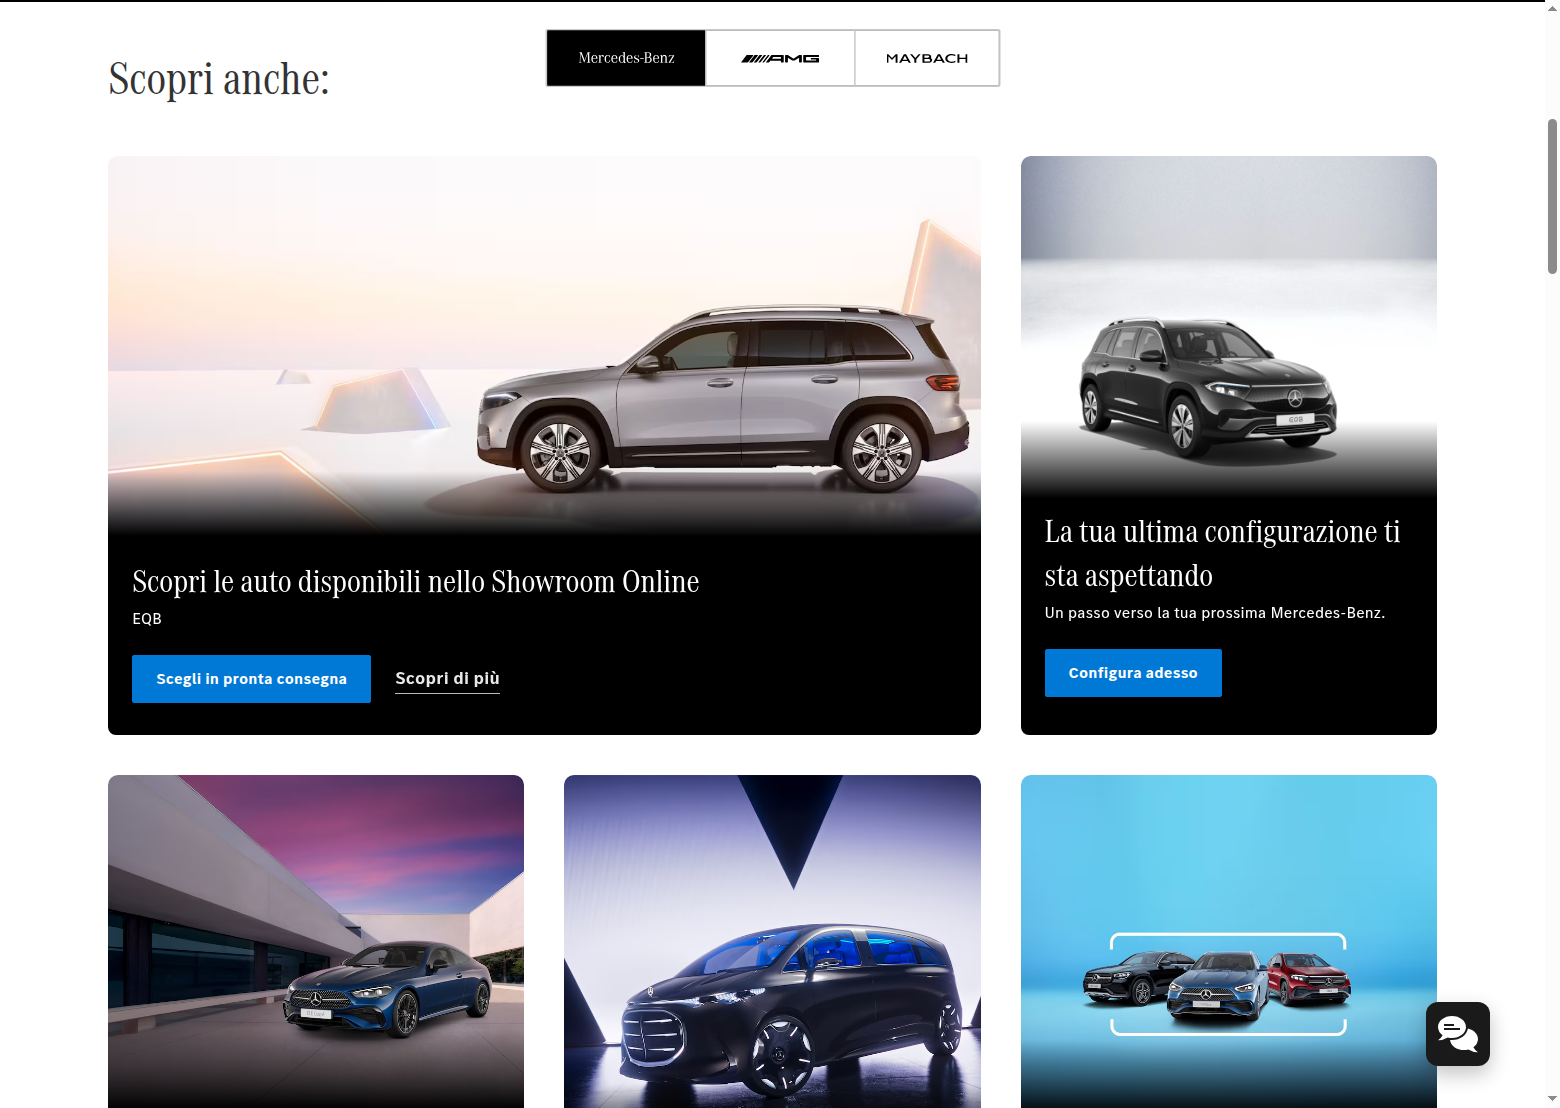 Scopri anche:
Mercedes-Benz
AMG
MAYBACH
Scopri le auto disponibili nello Showroom Online
EQB
Scegli in pronta consegna
Scopri di più
EQB
La tua ultima configurazione ti
sta aspettando
Un passo verso la tua prossima Mercedes-Benz.
Configura adesso